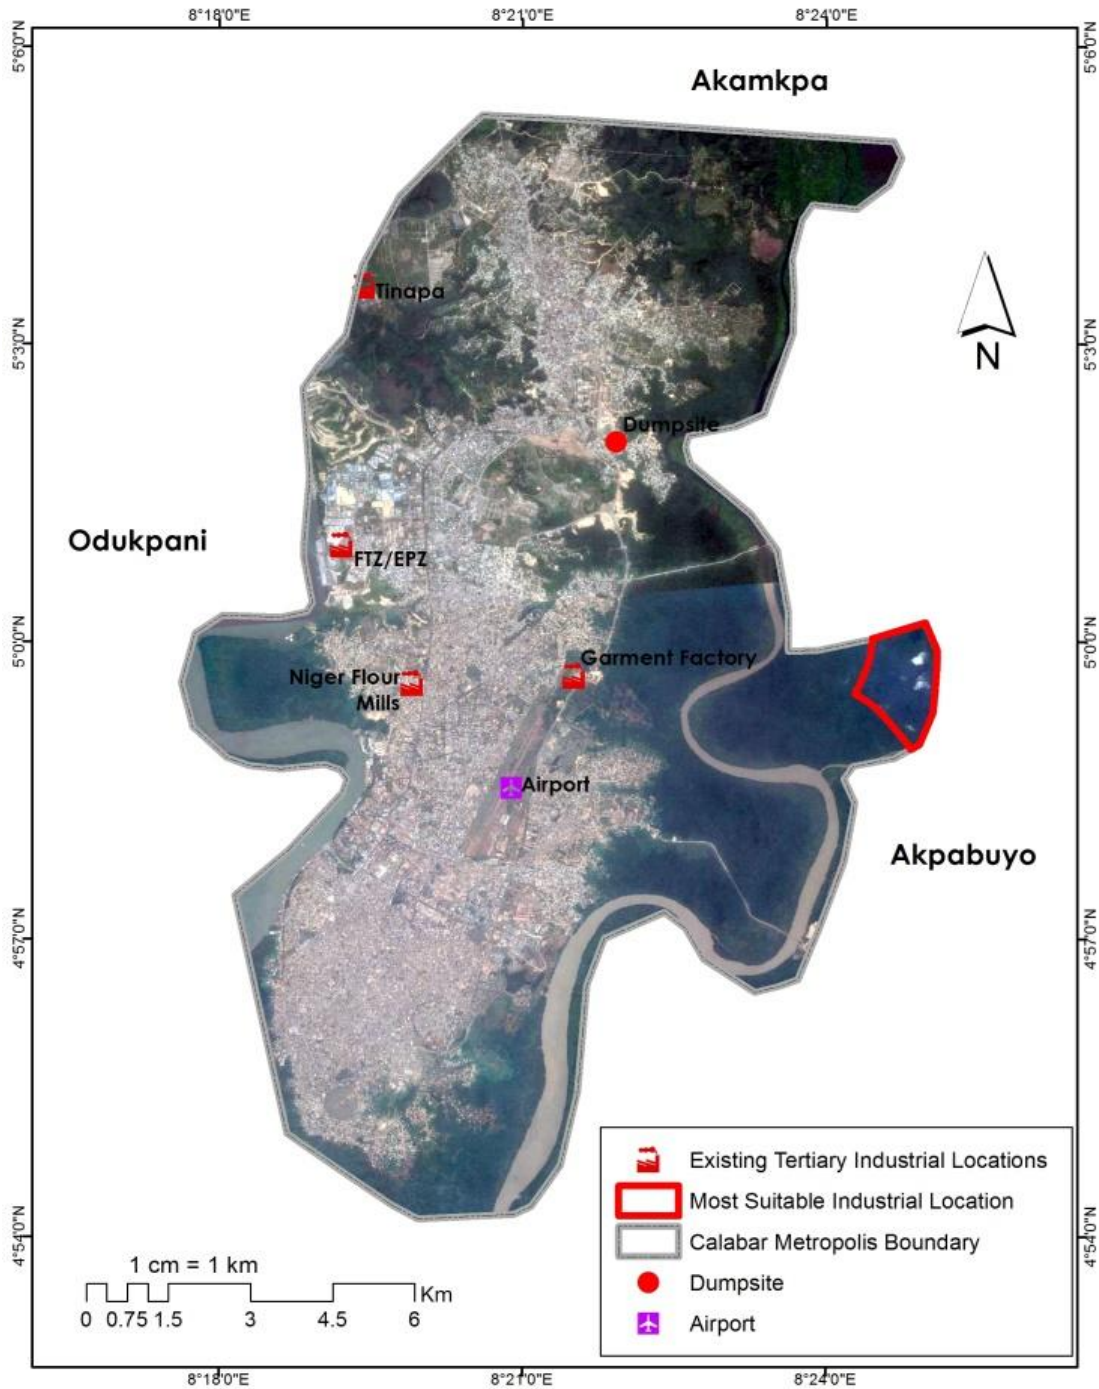 8°18'0"E
8°21'0"E
8°24'0"E
5°6'0"N
5°6'0"N
Akamkpa
Tinapa
N
5°3'0"N
5°3'0"N
Dumpsite
Odukpani
FTZ/EPZ
5°0'0"N
5°0'0"N
Garment Factory
Niger Flour
Mills
Airport
Akpabuyo
4°57'0"N
4°57'0"N
Existing Tertiary Industrial Locations
Most Suitable Industrial Location
Calabar Metropolis Boundary
Dumpsite
Airport
4°54'0"N
4°54'0"N
1 cm = 1 km
Km
0 0.75 1.5 3 4.5 6
8°18'0"E
8°21'0"E
8°24'0"E